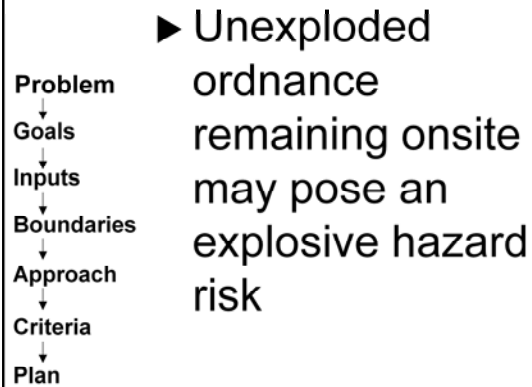 Problem
Goals
Inputs
Boundaries
Approach
Criteria
Plan
► Unexploded
ordnance
remaining onsite
may pose an
explosive hazard
risk